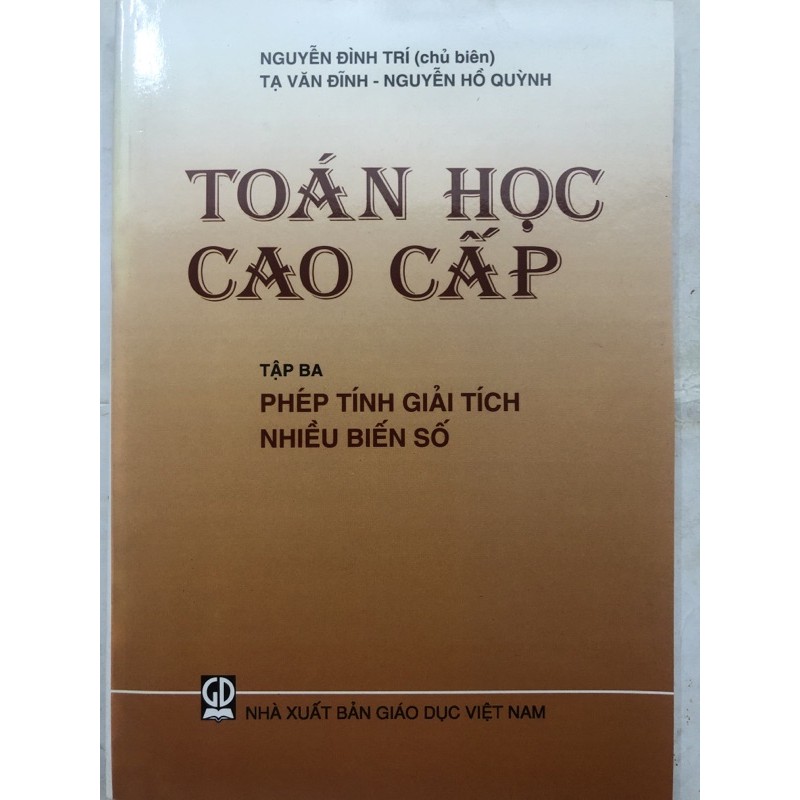 NGUYỄN ĐÌNH TRÍ (chủ biên)
TẠ VĂN ĐĨNH - NGUYỄN HỒ QUỲNH
TOÁN HỌC
CAO CẤP
TẬP BA
PHÉP TÍNH GIẢI TÍCH
NHIỀU BIẾN SỐ
GD
NHÀ XUẤT BẢN GIÁO DỤC VIỆT NAM